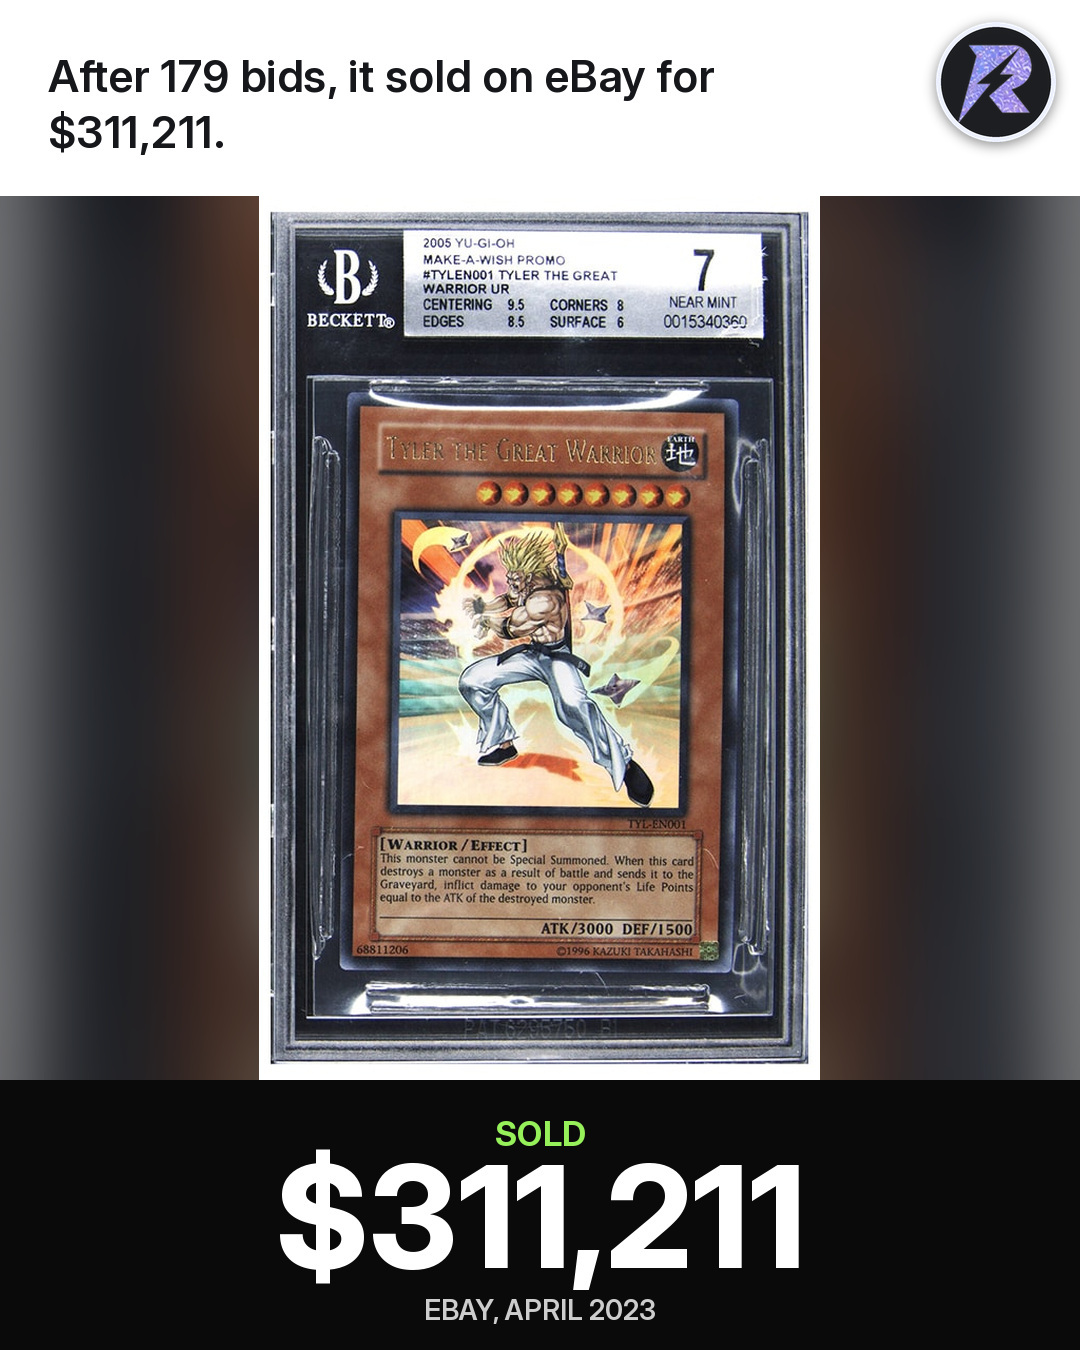 After 179 bids, it sold on eBay for
$311,211.
R
B
BECKETT®
2005 YU-GI-OH
MAKE-A-WISH PROMO
#TYLEN001 TYLER THE GREAT
WARRIOR UR
CENTERING 9.5 CORNERS 8
EDGES 8.5 SURFACE 6
7
NEAR MINT
0015340360
TYLER THE GREAT WARRIOR
EARTH
地
TYL-EN001
[WARRIOR / EFFECT]
This monster cannot be Special Summoned. When this card
destroys a monster as a result of battle and sends it to the
Graveyard, inflict damage to your opponent's Life Points
equal to the ATK of the destroyed monster.
ATK/3000 DEF/1500
68811206
©1996 KAZUKI TAKAHASHI
SOLD
$311,211
EBAY, APRIL 2023